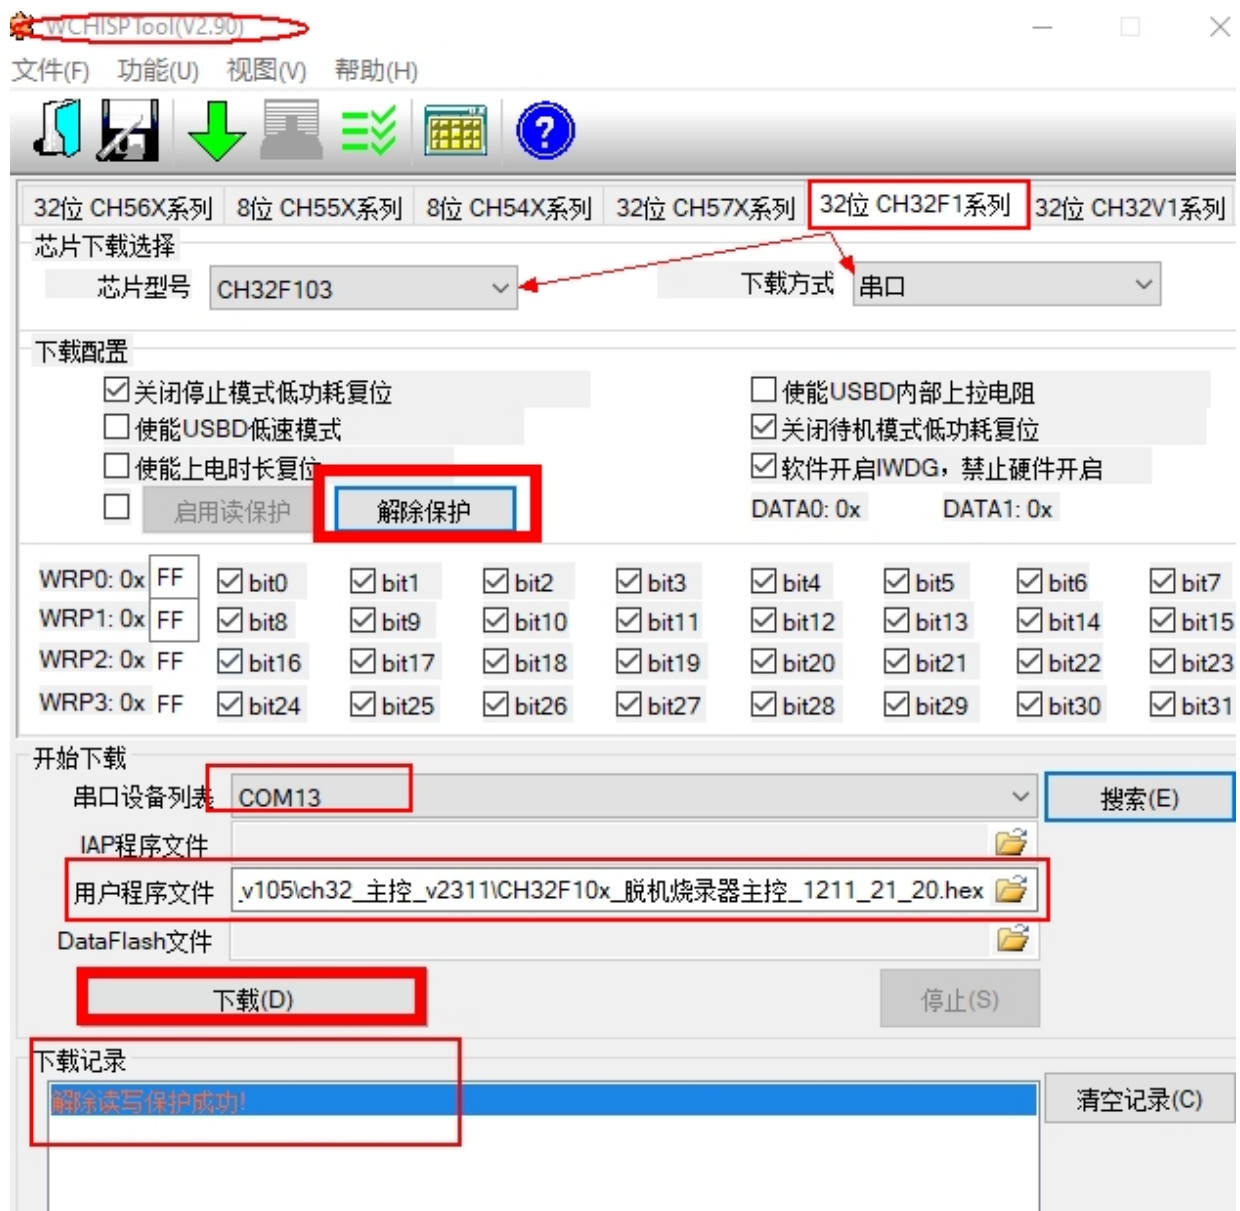 WCHISPTool(V2.90)
文件(F) 功能(U) 视图(V) 帮助(H)
32位 CH56X系列 8位 CH55X系列 8位 CH54X系列 32位 CH57X系列 32位 CH32F1系列 32位 CH32V1系列
芯片下载选择
芯片型号 CH32F103 下载方式 串口
下载配置
关闭停止模式低功耗复位 使能USBD内部上拉电阻
使能USBD低速模式 关闭待机模式低功耗复位
使能上电时长复位 软件开启IWDG，禁止硬件开启
启用读保护 解除保护 DATA0: 0x DATA1: 0x
WRP0: 0x FF bit0 bit1 bit2 bit3 bit4 bit5 bit6 bit7
WRP1: 0x FF bit8 bit9 bit10 bit11 bit12 bit13 bit14 bit15
WRP2: 0x FF bit16 bit17 bit18 bit19 bit20 bit21 bit22 bit23
WRP3: 0x FF bit24 bit25 bit26 bit27 bit28 bit29 bit30 bit31
开始下载
串口设备列表 COM13 搜索(E)
IAP程序文件
用户程序文件 _v105\ch32_主控_v2311\CH32F10x_脱机烧录器主控_1211_21_20.hex
DataFlash文件
下载(D) 停止(S)
下载记录
解除读写保护成功! 清空记录(C)